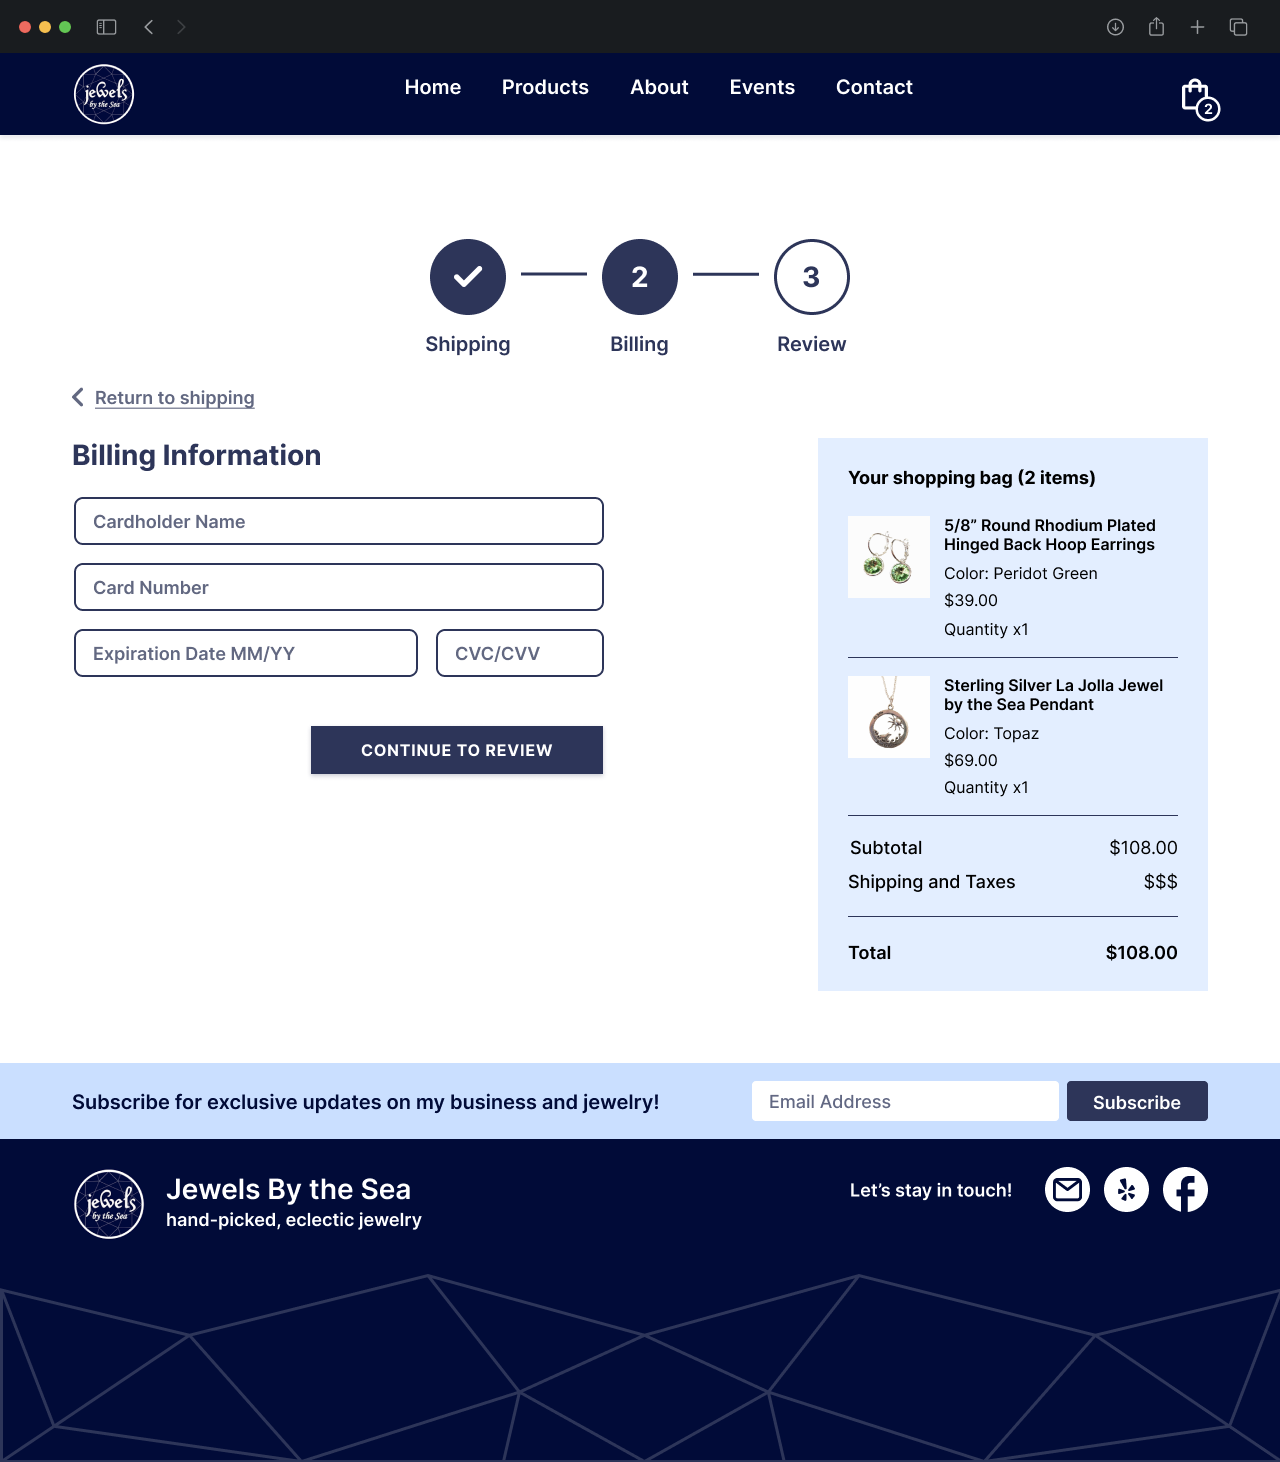 jewels
by the Sea
Home
Products
About
Events
Contact
2
2
3
Shipping
Billing
Review
Return to shipping
Billing Information
Cardholder Name
Card Number
Expiration Date MM/YY
CVC/CVV
CONTINUE TO REVIEW
Your shopping bag (2 items)
5/8” Round Rhodium Plated
Hinged Back Hoop Earrings
Color: Peridot Green
$39.00
Quantity x1
Sterling Silver La Jolla Jewel
by the Sea Pendant
Color: Topaz
$69.00
Quantity x1
Subtotal $108.00
Shipping and Taxes $$$
Total $108.00
Subscribe for exclusive updates on my business and jewelry!
Email Address
Subscribe
jewels
by the Sea
Jewels By the Sea
hand-picked, eclectic jewelry
Let’s stay in touch!